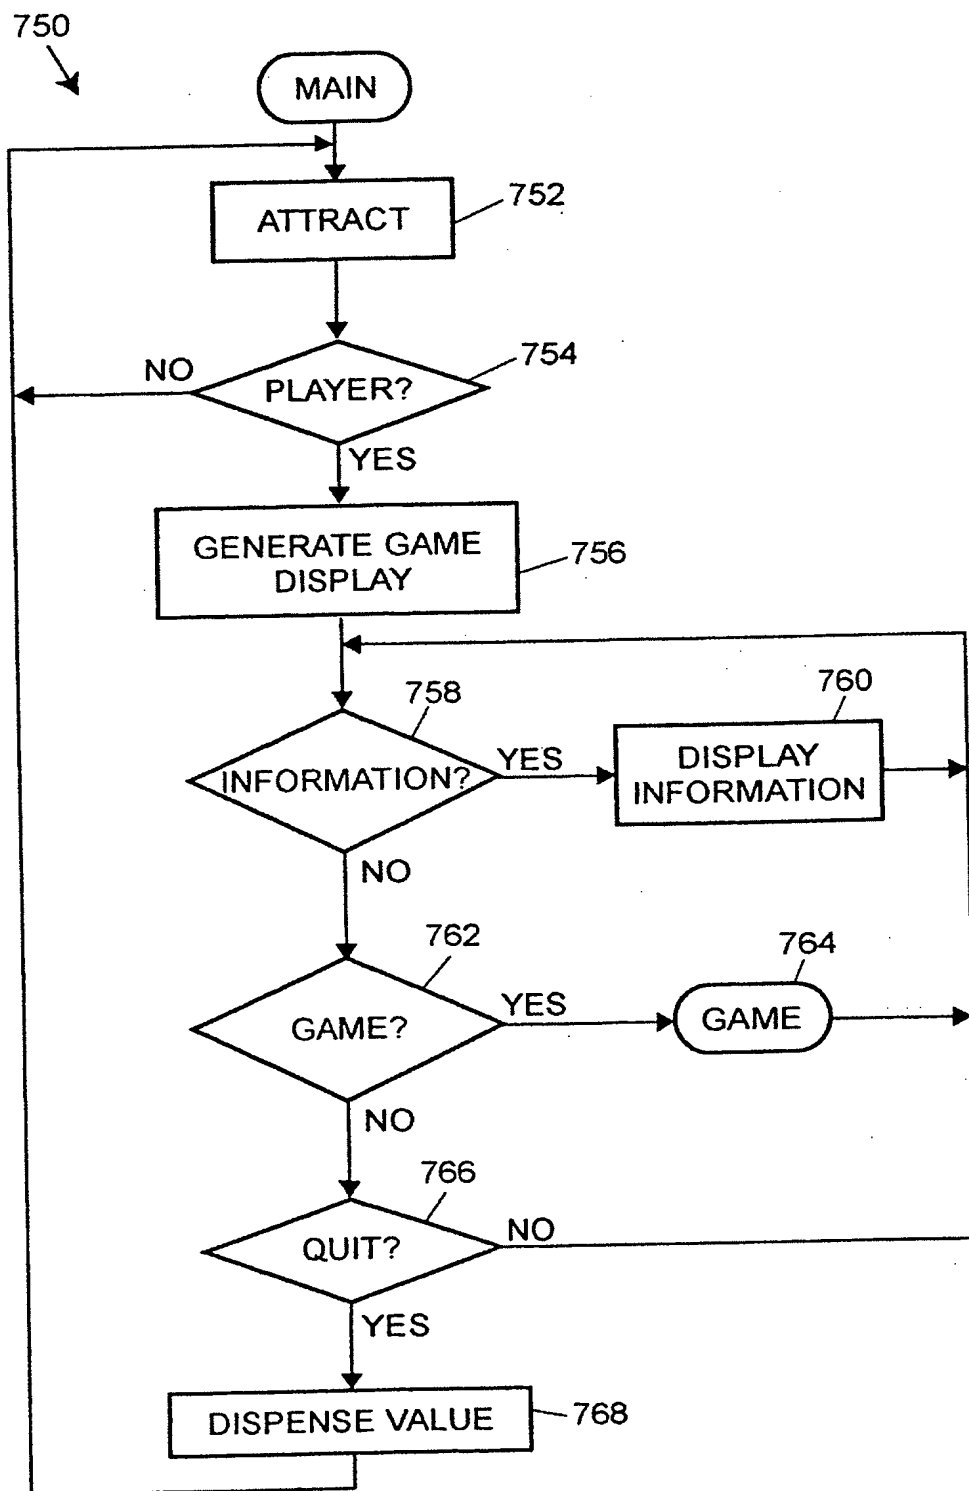 750
MAIN
ATTRACT
752
NO
PLAYER?
754
YES
GENERATE GAME
DISPLAY
756
758
INFORMATION?
YES
760
DISPLAY
INFORMATION
NO
762
GAME?
YES
764
GAME
NO
766
QUIT?
NO
YES
DISPENSE VALUE
768